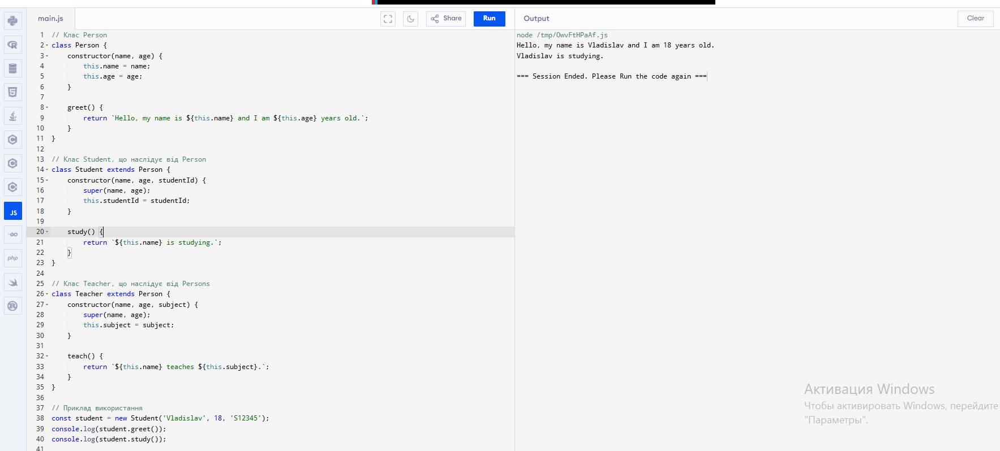 main.js
Share
Run
Output
Clear
1 // Клас Person
2 class Person {
3 constructor(name, age) {
4 this.name = name;
5 this.age = age;
6 }
7
8 greet() {
9 return `Hello, my name is ${this.name} and I am ${this.age} years old.`;
10 }
11 }
12
13 // Клас Student, що наслідує від Person
14 class Student extends Person {
15 constructor(name, age, studentId) {
16 super(name, age);
17 this.studentId = studentId;
18 }
19
20 study() {
21 return `${this.name} is studying.`;
22 }
23 }
24
25 // Клас Teacher, що наслідує від Persons
26 class Teacher extends Person {
27 constructor(name, age, subject) {
28 super(name, age);
29 this.subject = subject;
30 }
31
32 teach() {
33 return `${this.name} teaches ${this.subject}.`;
34 }
35 }
36
37 // Приклад використання
38 const student = new Student('Vladislav', 18, 'S12345');
39 console.log(student.greet());
40 console.log(student.study());
41
node /tmp/OwvFtHPaAf.js
Hello, my name is Vladislav and I am 18 years old.
Vladislav is studying.
=== Session Ended. Please Run the code again ===
JS
GO
php
Активация Windows
Чтобы активировать Windows, перейдите
"Параметры".